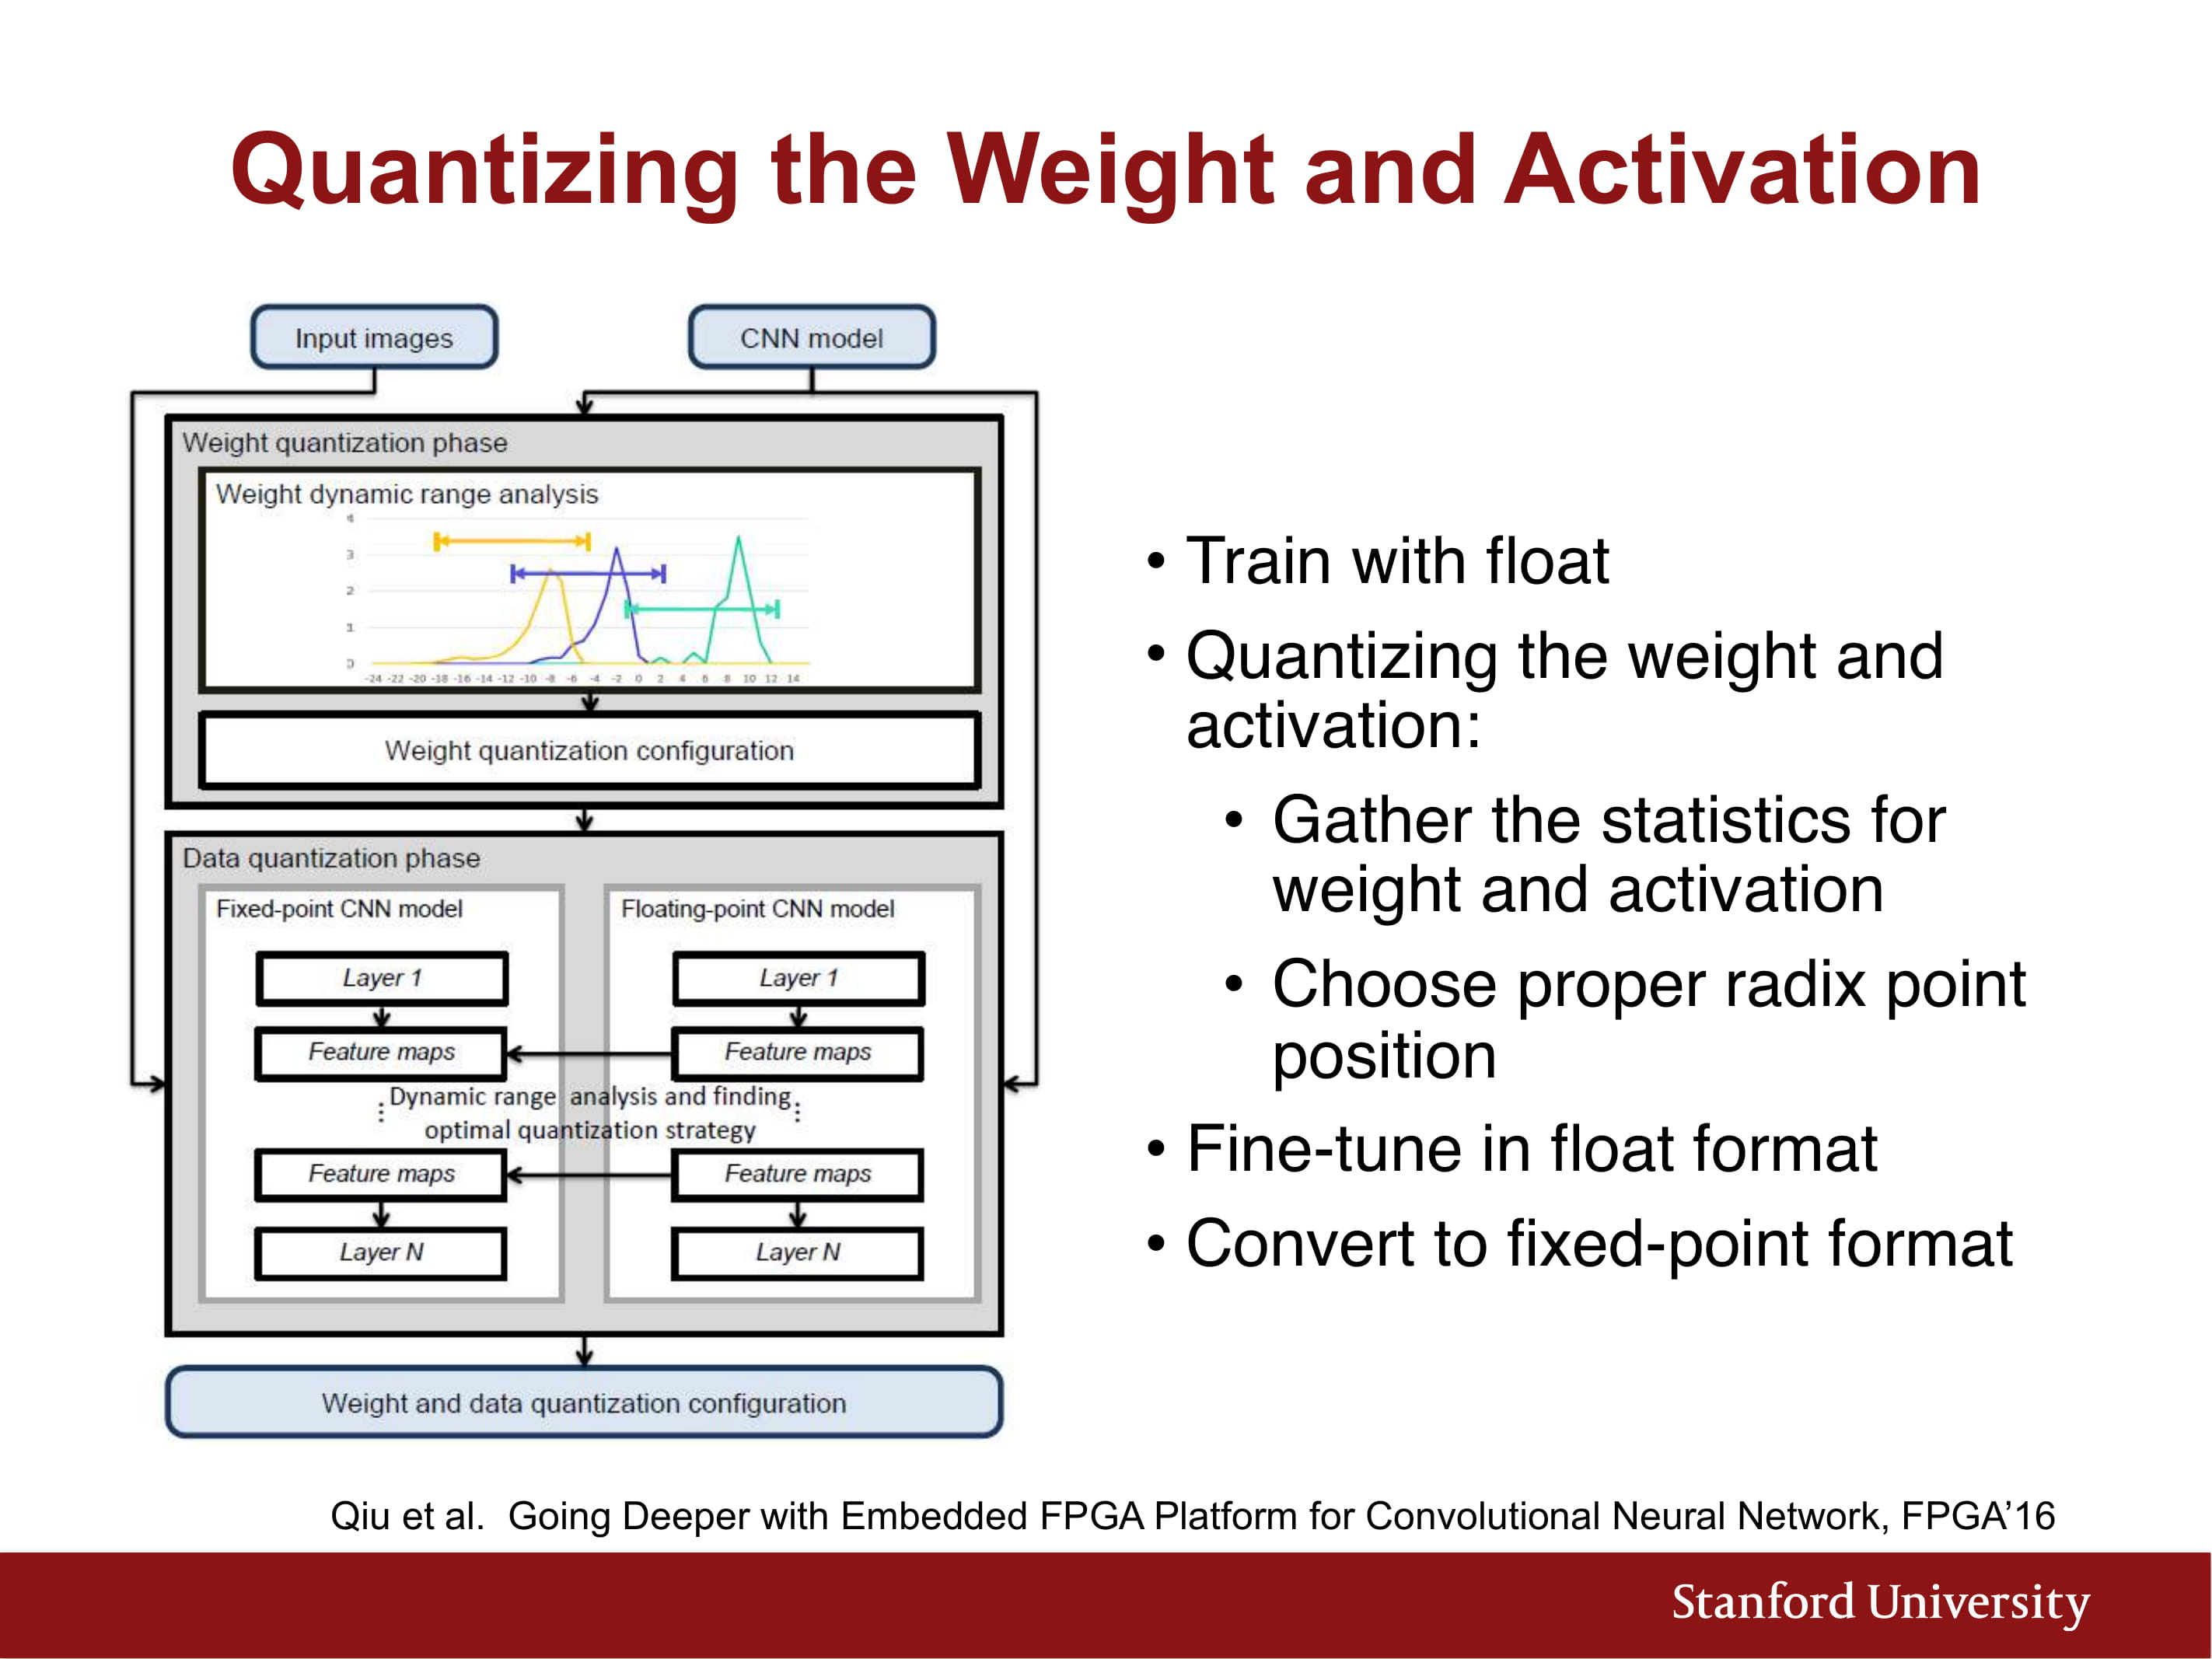 Quantizing the Weight and Activation
Input images
CNN model
Weight quantization phase
Weight dynamic range analysis
4
3
2
1
0
-24 -22 -20 -18 -16 -14 -12 -10 -8 -6 -4 -2 0 2 4 6 8 10 12 14
Weight quantization configuration
Data quantization phase
Fixed-point CNN model
Floating-point CNN model
Layer 1
Layer 1
Feature maps
Feature maps
Dynamic range analysis and finding
optimal quantization strategy
Feature maps
Feature maps
Layer N
Layer N
Weight and data quantization configuration
• Train with float
• Quantizing the weight and
activation:
• Gather the statistics for
weight and activation
• Choose proper radix point
position
• Fine-tune in float format
• Convert to fixed-point format
Qiu et al. Going Deeper with Embedded FPGA Platform for Convolutional Neural Network, FPGA’16
Stanford University